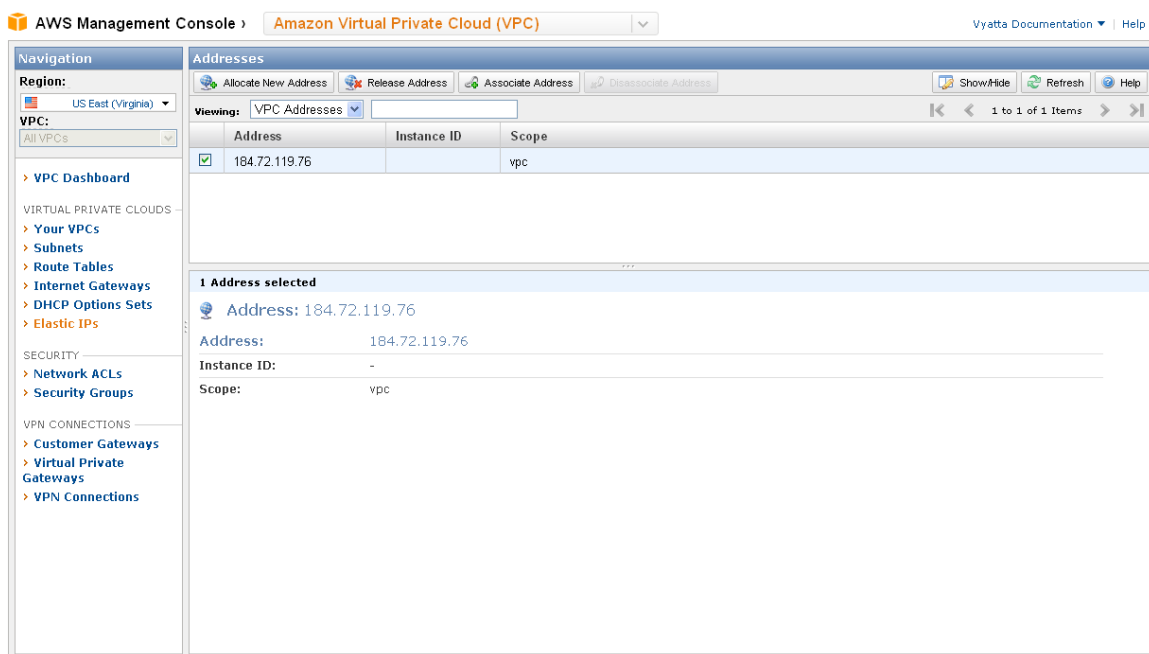 AWS Management Console › Amazon Virtual Private Cloud (VPC) Vyatta Documentation ▼ | Help
Navigation
Region:
US East (Virginia) ▼
VPC:
All VPCs
› VPC Dashboard
VIRTUAL PRIVATE CLOUDS
› Your VPCs
› Subnets
› Route Tables
› Internet Gateways
› DHCP Options Sets
› Elastic IPs
SECURITY
› Network ACLs
› Security Groups
VPN CONNECTIONS
› Customer Gateways
› Virtual Private
Gateways
› VPN Connections
Addresses
Allocate New Address Release Address Associate Address Disassociate Address Show/Hide Refresh Help
Viewing: VPC Addresses 1 to 1 of 1 Items
Address Instance ID Scope
184.72.119.76 vpc
1 Address selected
Address: 184.72.119.76
Address: 184.72.119.76
Instance ID: -
Scope: vpc